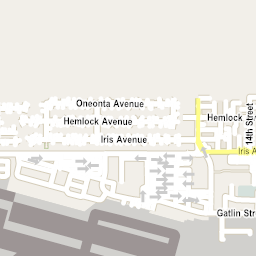 Oneonta Avenue
Hemlock Avenue
Hemlock
Iris Avenue
Iris A
14th Street
Gatlin Str